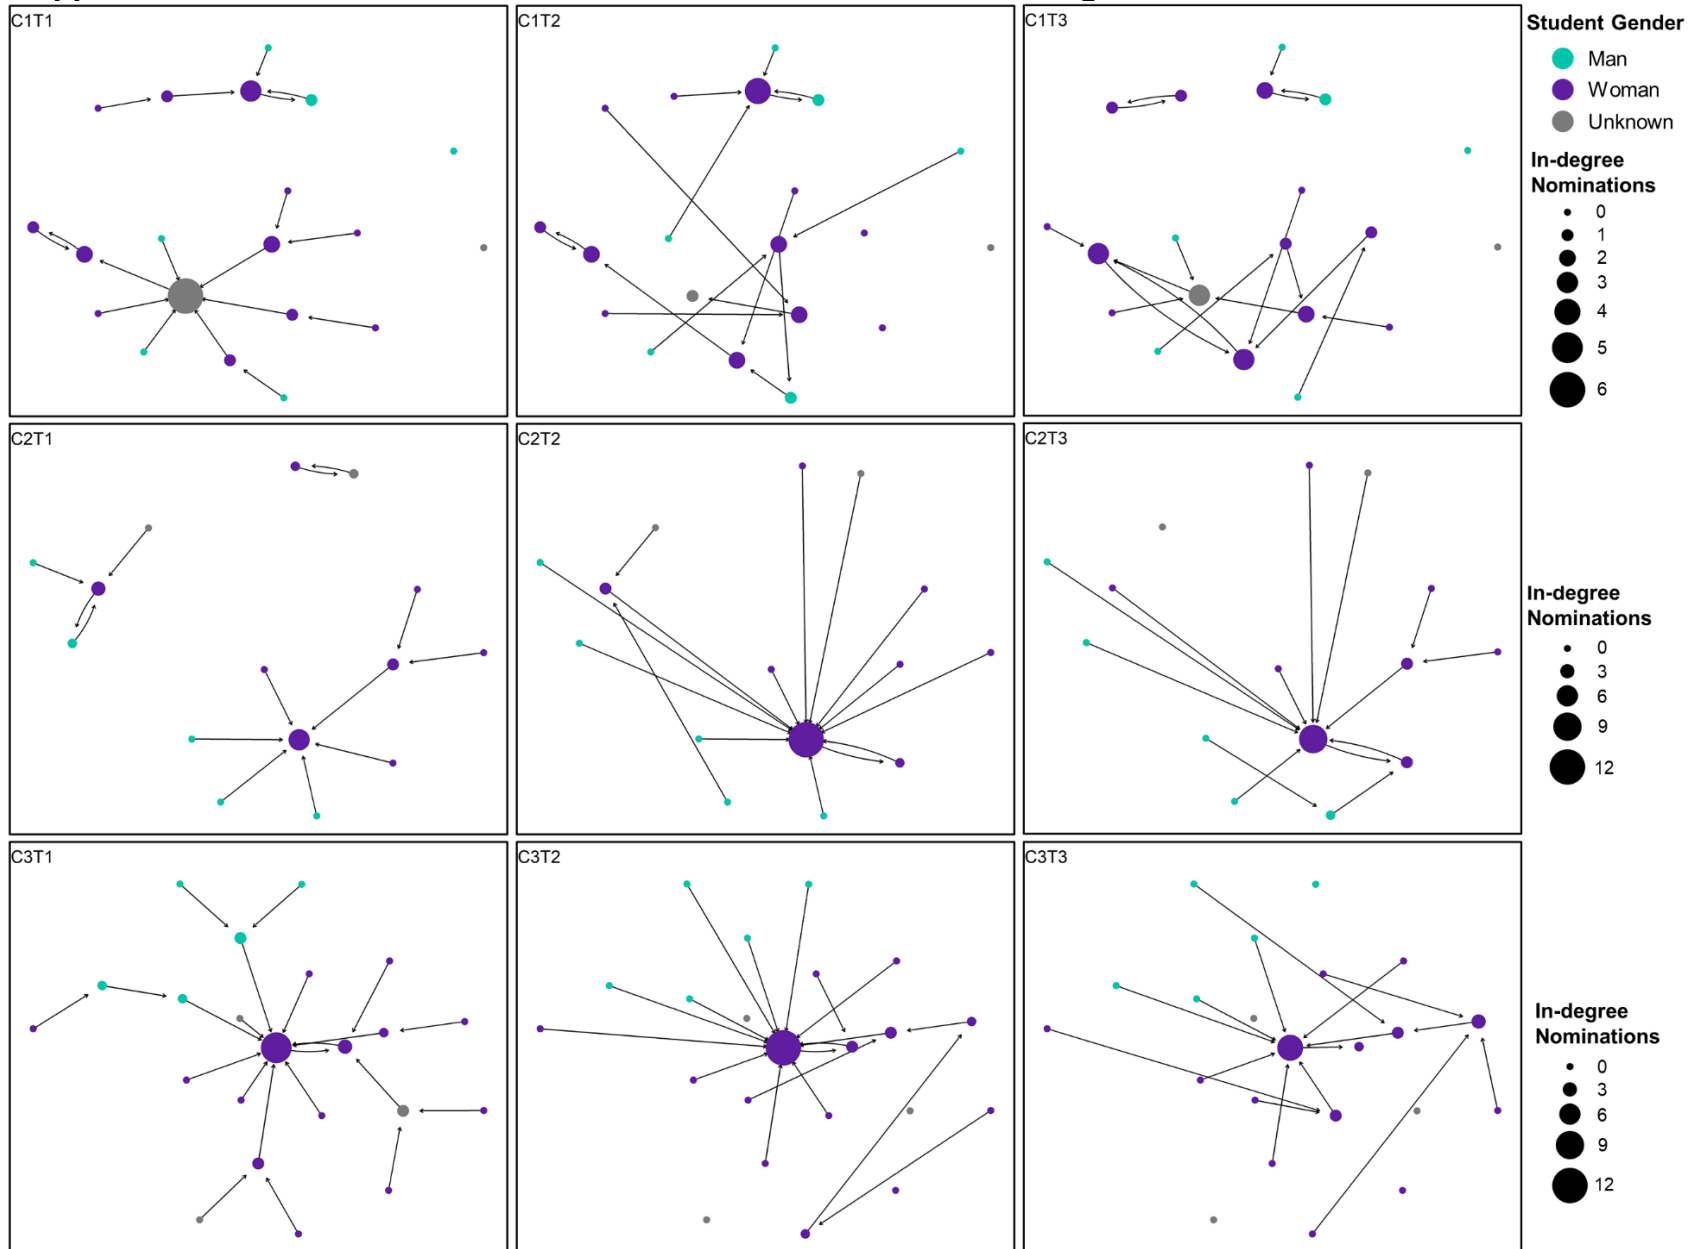 C1T1
C1T2
C1T3
Student Gender
Man
Woman
Unknown
In-degree
Nominations
0
1
2
3
4
5
6
C2T1
C2T2
C2T3
In-degree
Nominations
0
3
6
9
12
C3T1
C3T2
C3T3
In-degree
Nominations
0
3
6
9
12